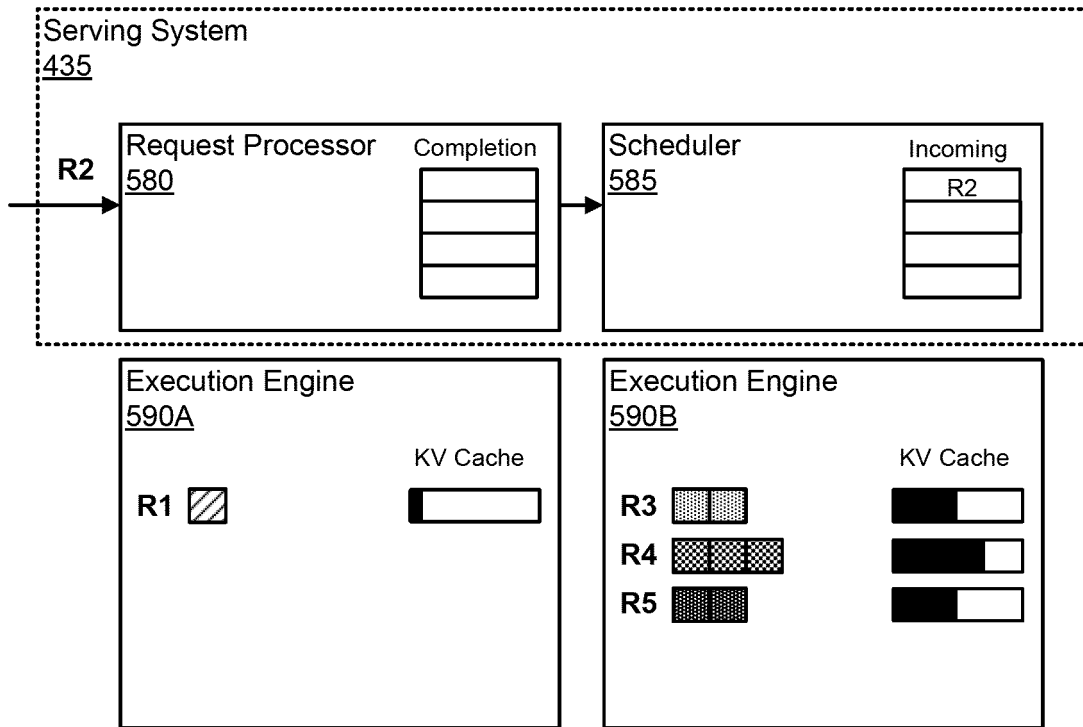 Serving System
435
R2
Request Processor
580
Completion
Scheduler
585
Incoming
R2
Execution Engine
590A
KV Cache
R1
Execution Engine
590B
KV Cache
R3
R4
R5